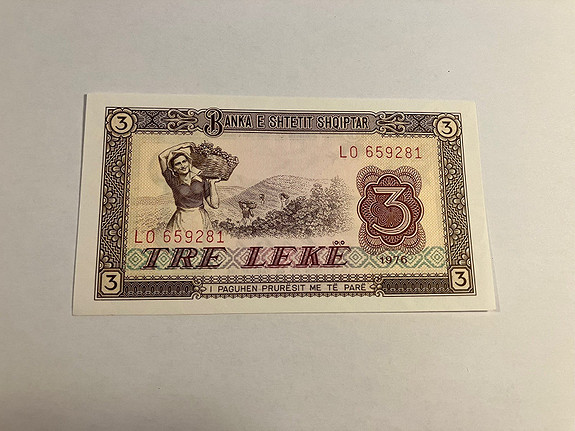 3 BANKA E SHTETIT SHQIPTAR 3
LO 659281
3
LO 659281
TRE LEKË
1976
3 I PAGUHEN PRURËSIT ME TË PARË 3